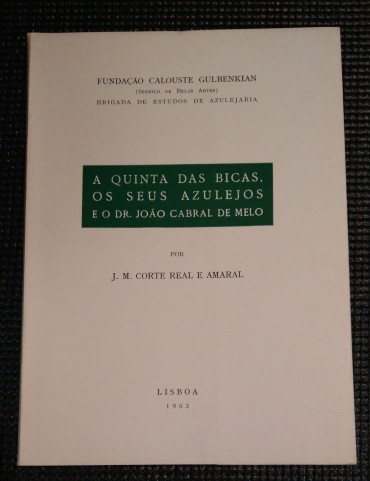 FUNDAÇÃO CALOUSTE GULBENKIAN
(SERVIÇO DE BELAS ARTES)
BRIGADA DE ESTUDOS DE AZULEJARIA
A QUINTA DAS BICAS,
OS SEUS AZULEJOS
E O DR. JOÃO CABRAL DE MELO
POR
J. M. CORTE REAL E AMARAL
LISBOA
1963